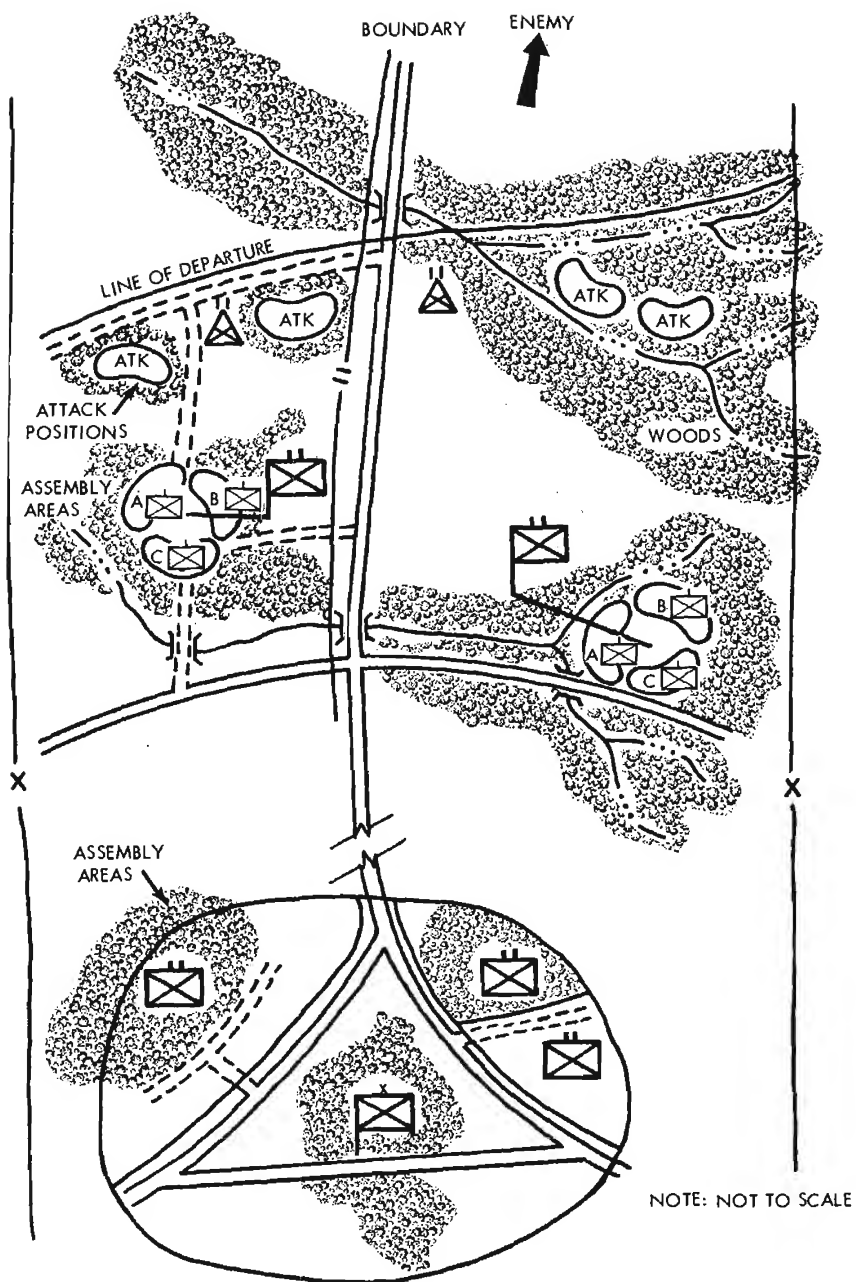 BOUNDARY
ENEMY
LINE OF DEPARTURE
ATK
ATK
ATK
ATK
ATTACK
POSITIONS
WOODS
ASSEMBLY
AREAS
A
B
C
B
A
C
X
X
ASSEMBLY
AREAS
X
NOTE: NOT TO SCALE